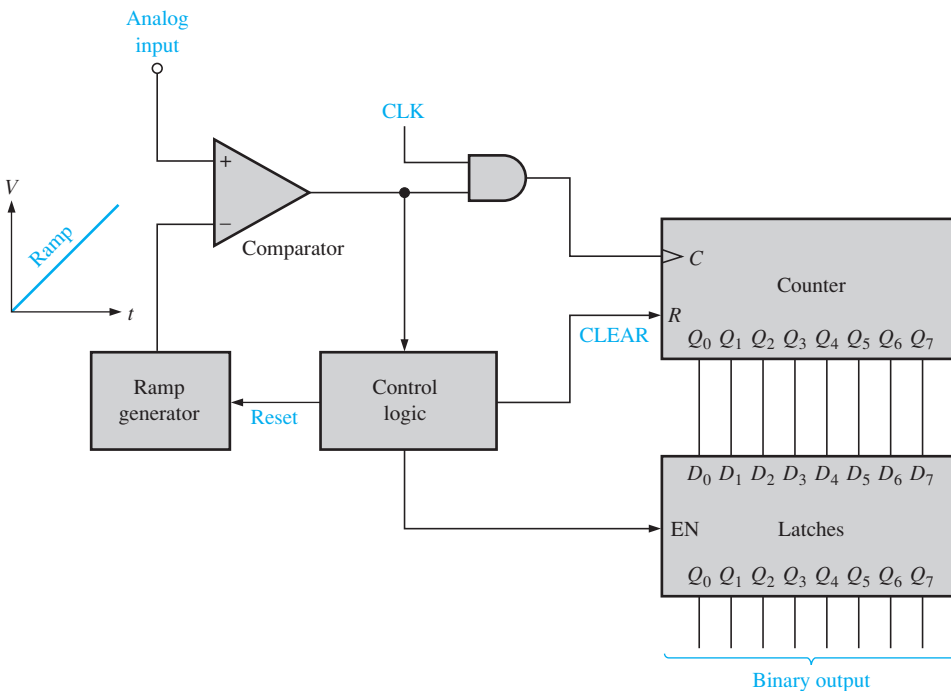 Analog
input
CLK
+
−
V
Ramp
t
Comparator
C
Counter
R
CLEAR
Q₀ Q₁ Q₂ Q₃ Q₄ Q₅ Q₆ Q₇
Ramp
generator
Reset
Control
logic
D₀ D₁ D₂ D₃ D₄ D₅ D₆ D₇
EN
Latches
Q₀ Q₁ Q₂ Q₃ Q₄ Q₅ Q₆ Q₇
Binary output